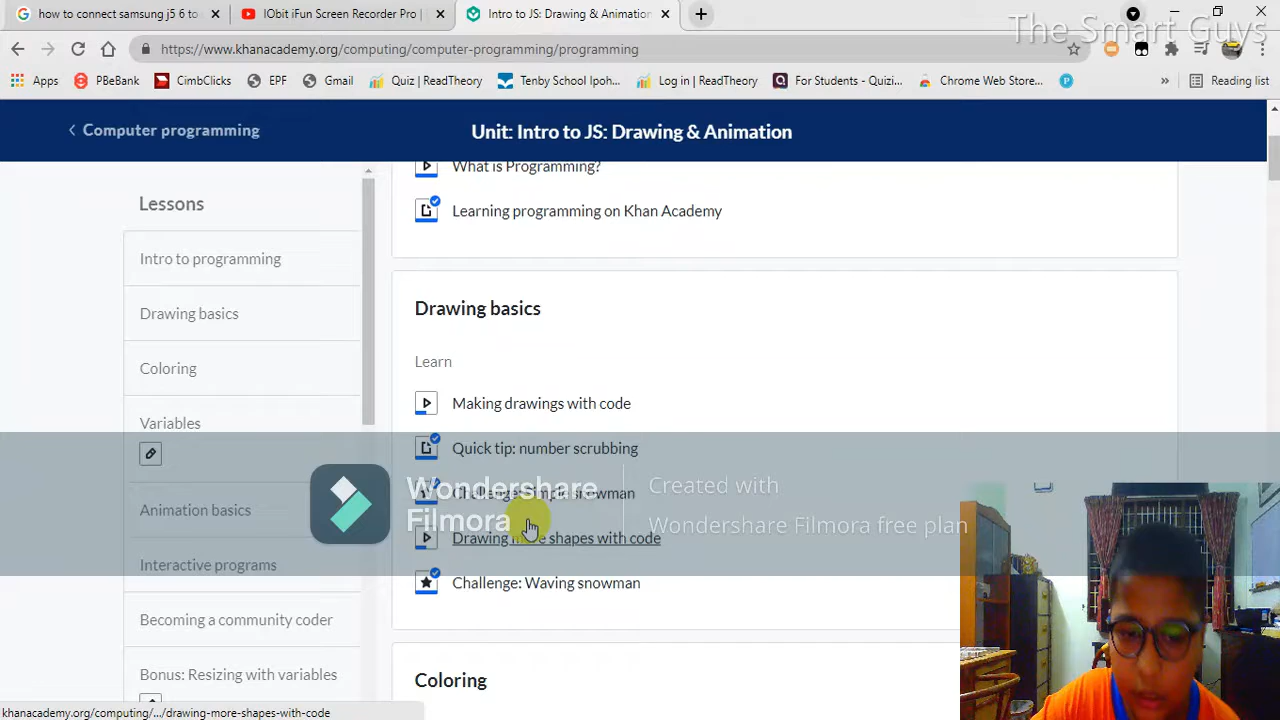 how to connect samsung j5 6 to
IObit iFun Screen Recorder Pro |
Intro to JS: Drawing & Animation
The Smart Guys
https://www.khanacademy.org/computing/computer-programming/programming
Apps
PBeBank
CimbClicks
EPF
Gmail
Quiz | ReadTheory
Tenby School Ipoh...
Log in | ReadTheory
For Students - Quizi...
Chrome Web Store...
»
Reading list
Computer programming
Unit: Intro to JS: Drawing & Animation
Lessons
Intro to programming
Drawing basics
Coloring
Variables
Animation basics
Interactive programs
Becoming a community coder
Bonus: Resizing with variables
What is Programming?
Learning programming on Khan Academy
Drawing basics
Learn
Making drawings with code
Quick tip: number scrubbing
Challenge: Simple snowman
Drawing more shapes with code
Challenge: Waving snowman
Coloring
Wondershare
Filmora
Created with
Wondershare Filmora free plan
khanacademy.org/computing/.../drawing-more-shapes-with-code